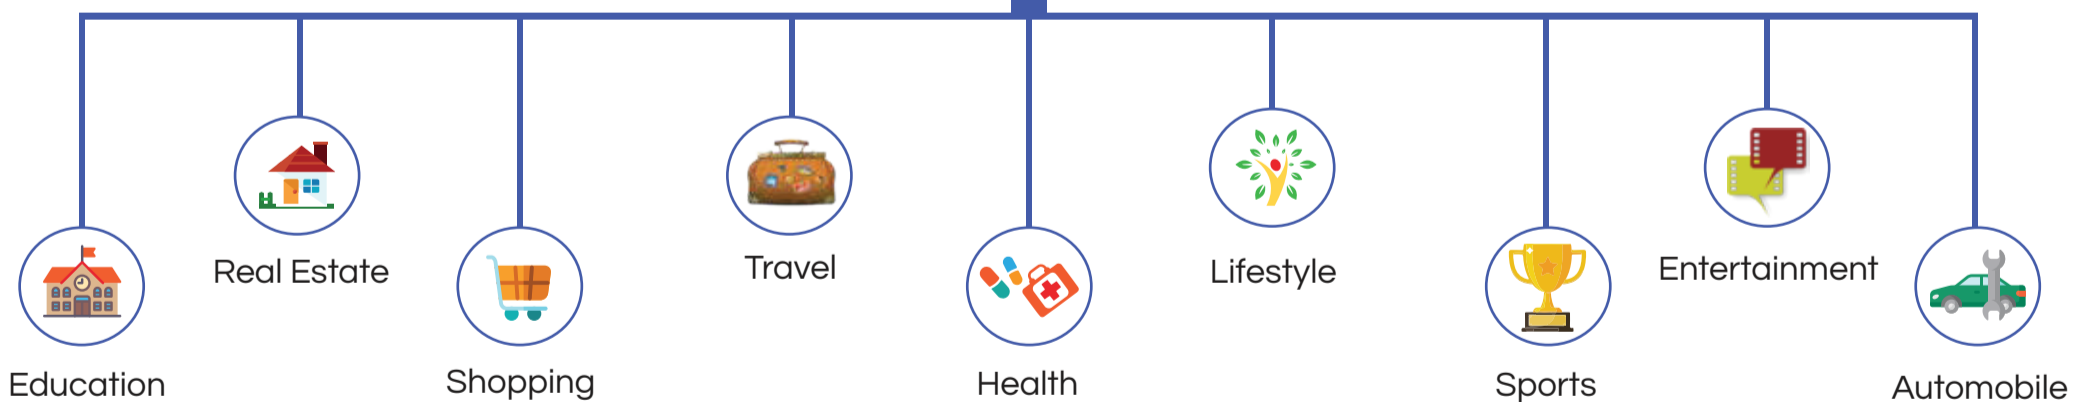 Education
Real Estate
Shopping
Travel
Health
Lifestyle
Sports
Entertainment
Automobile